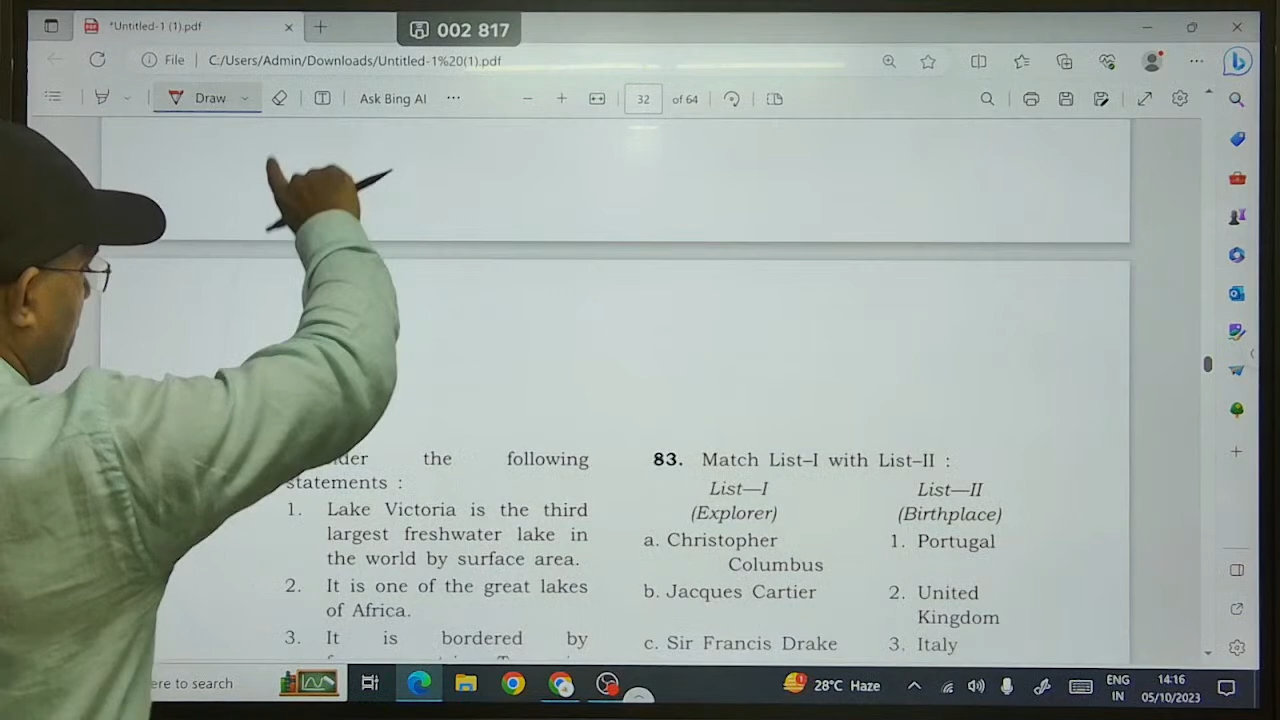 *Untitled-1 (1).pdf
002 817
File C:/Users/Admin/Downloads/Untitled-1%20(1).pdf
Draw Ask Bing AI 32 of 64
the following
statements :
1. Lake Victoria is the third
largest freshwater lake in
the world by surface area.
2. It is one of the great lakes
of Africa.
3. It is bordered by
83. Match List–I with List–II :
List—I List—II
(Explorer) (Birthplace)
a. Christopher 1. Portugal
Columbus
b. Jacques Cartier 2. United
Kingdom
c. Sir Francis Drake 3. Italy
ere to search
28°C Haze
ENG 14:16
IN 05/10/2023